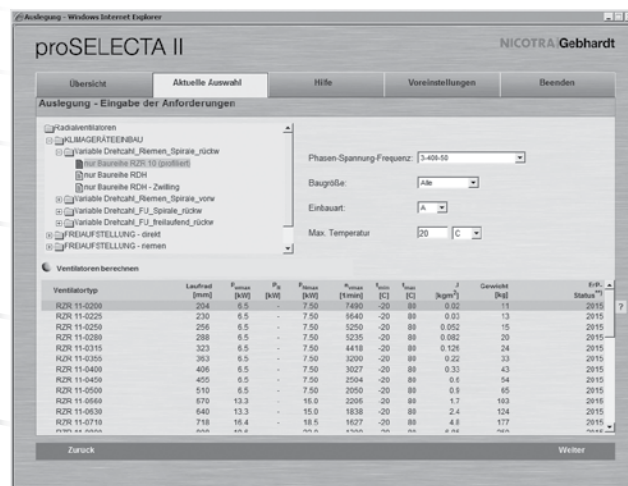 Auslegung - Windows Internet Explorer
proSELECTA II
NICOTRA Gebhardt
Übersicht Aktuelle Auswahl Hilfe Voreinstellungen Beenden
Auslegung - Eingabe der Anforderungen
Radialventilatoren
KLIMAGERÄTEEINBAU
Variable Drehzahl_Riemen_Spirale_rückw
nur Baureihe RZR 10 (profiliert)
nur Baureihe RDH
nur Baureihe RDH - Zwilling
Variable Drehzahl_Riemen_Spirale_vorw
Variable Drehzahl_FU_Spirale_rückw
Variable Drehzahl_FU_freilaufend_rückw
FREIAUFSTELLUNG - direkt
FREIAUFSTELLUNG - riemen
Phasen-Spannung-Frequenz: 3-400-50
Baugröße: Alle
Einbauart: A
Max. Temperatur 20 C
Ventilatoren berechnen
Ventilatortyp Laufrad [mm] [kW] [kW] [kW] [1/min] [C] [C] J [kgm²] Gewicht [kg] ErP-Status**)
RZR 11-0200 204 6.5 - 7.50 7490 -20 80 0.02 11 2015
RZR 11-0225 230 6.5 - 7.50 6640 -20 80 0.03 13 2015
RZR 11-0250 256 6.5 - 7.50 5250 -20 80 0.052 15 2015
RZR 11-0280 288 6.5 - 7.50 5235 -20 80 0.082 20 2015
RZR 11-0315 323 6.5 - 7.50 4418 -20 80 0.126 24 2015
RZR 11-0355 363 6.5 - 7.50 3200 -20 80 0.22 33 2015
RZR 11-0400 406 6.5 - 7.50 3027 -20 80 0.33 43 2015
RZR 11-0450 455 6.5 - 7.50 2504 -20 80 0.6 54 2015
RZR 11-0500 510 6.5 - 7.50 2050 -20 80 0.9 65 2015
RZR 11-0560 570 13.3 - 15.0 2205 -20 80 1.7 103 2015
RZR 11-0630 640 13.3 - 15.0 1838 -20 80 2.4 124 2015
RZR 11-0710 718 16.4 - 18.5 1627 -20 80 4.8 177 2015
?
Zurück Weiter